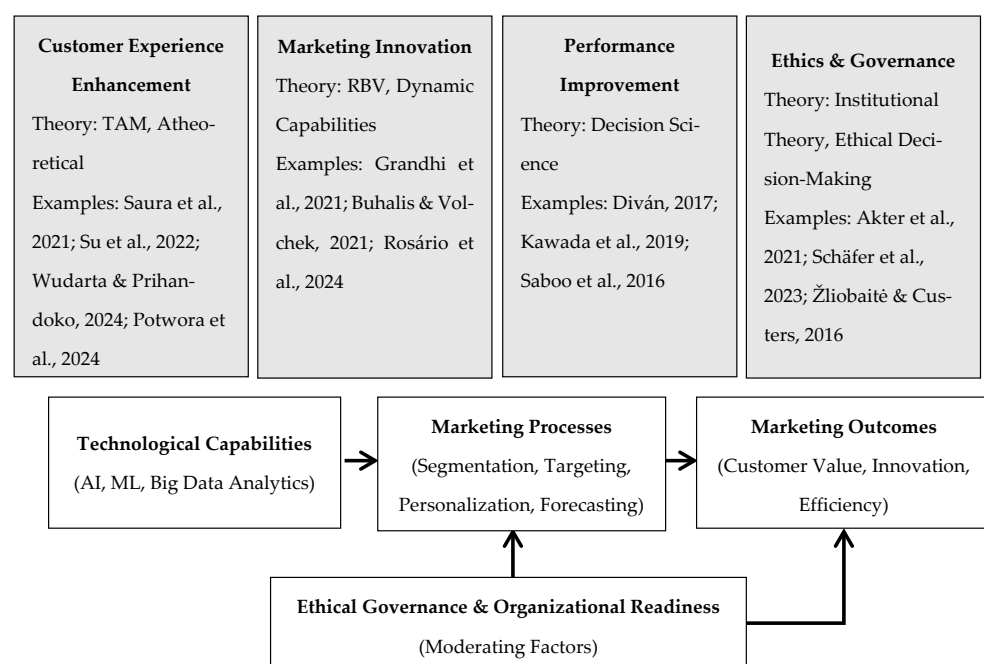 Customer Experience
Enhancement
Theory: TAM, Atheo-
retical
Examples: Saura et al.,
2021; Su et al., 2022;
Wudarta & Prihan-
doko, 2024; Potwora et
al., 2024
Marketing Innovation
Theory: RBV, Dynamic
Capabilities
Examples: Grandhi et
al., 2021; Buhalis & Vol-
chek, 2021; Rosário et
al., 2024
Performance
Improvement
Theory: Decision Sci-
ence
Examples: Diván, 2017;
Kawada et al., 2019;
Saboo et al., 2016
Ethics & Governance
Theory: Institutional
Theory, Ethical Deci-
sion-Making
Examples: Akter et al.,
2021; Schäfer et al.,
2023; Žliobaitė & Cus-
ters, 2016
Technological Capabilities
(AI, ML, Big Data Analytics)
Marketing Processes
(Segmentation, Targeting,
Personalization, Forecasting)
Marketing Outcomes
(Customer Value, Innovation,
Efficiency)
Ethical Governance & Organizational Readiness
(Moderating Factors)